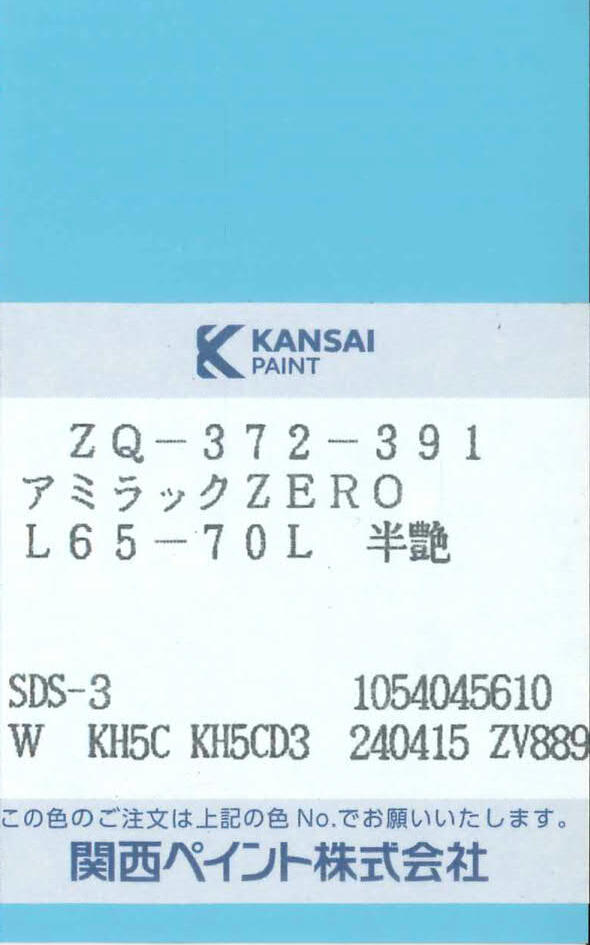 KANSAI
PAINT
ZQ-372-391
アミラックZERO
L65-70L 半艶
SDS-3 1054045610
W KH5C KH5CD3 240415 ZV889
この色のご注文は上記の色 No.でお願いいたします。
関西ペイント株式会社